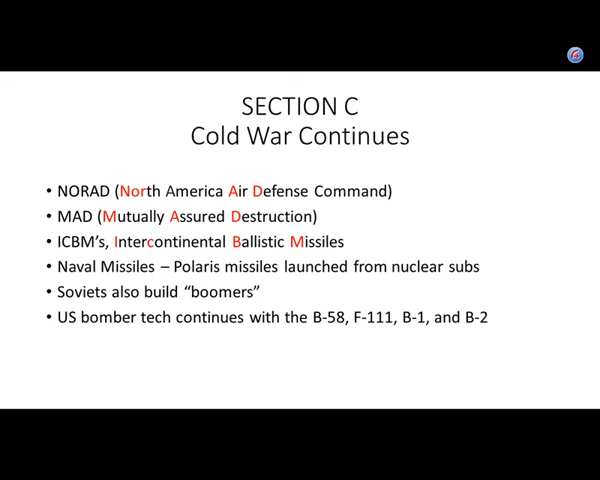 SECTION C
Cold War Continues
• NORAD (North America Air Defense Command)
• MAD (Mutually Assured Destruction)
• ICBM's, Intercontinental Ballistic Missiles
• Naval Missiles – Polaris missiles launched from nuclear subs
• Soviets also build “boomers”
• US bomber tech continues with the B-58, F-111, B-1, and B-2